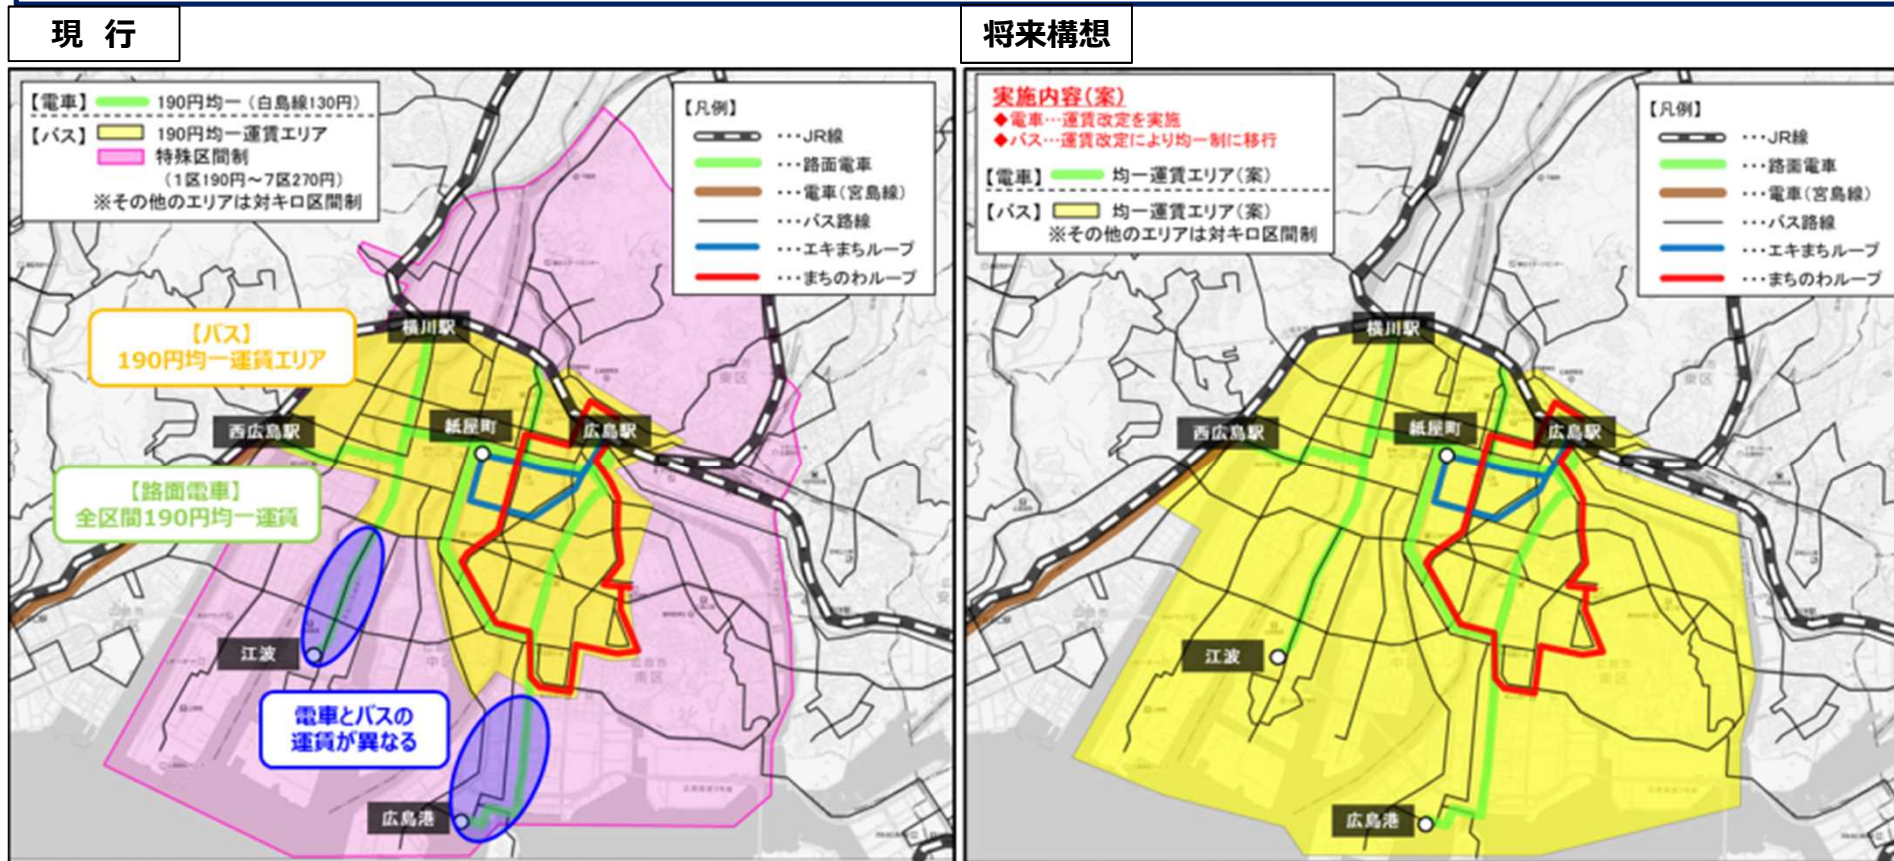 現 行
【電車】 190円均一(白島線130円)
【バス】 190円均一運賃エリア
特殊区間制
(1区190円～7区270円)
※その他のエリアは対キロ区間制
【凡例】
…JR線
…路面電車
…電車(宮島線)
…バス路線
…エキまちループ
…まちのわループ
【バス】
190円均一運賃エリア
横川駅
西広島駅
紙屋町
広島駅
東区
【路面電車】
全区間190円均一運賃
江波
電車とバスの
運賃が異なる
広島港
広島市
南区
将来構想
実施内容(案)
◆電車…運賃改定を実施
◆バス…運賃改定により均一制に移行
【電車】 均一運賃エリア(案)
【バス】 均一運賃エリア(案)
※その他のエリアは対キロ区間制
【凡例】
…JR線
…路面電車
…電車(宮島線)
…バス路線
…エキまちループ
…まちのわループ
横川駅
西広島駅
紙屋町
広島駅
東区
江波
広島港
広島市
南区